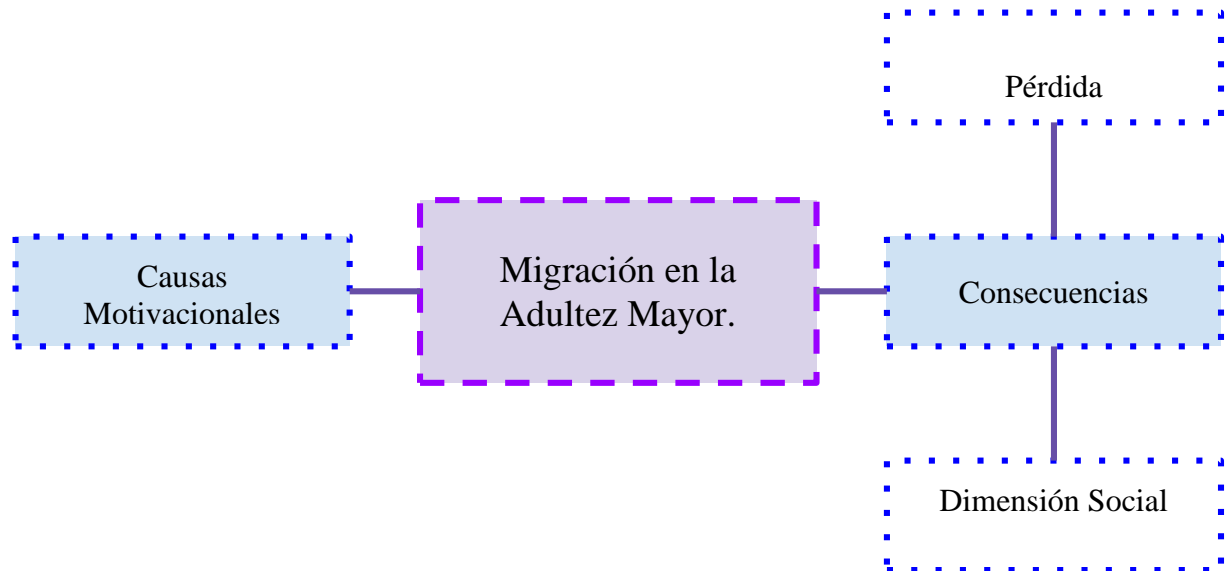 Pérdida
Causas
Motivacionales
Migración en la
Adultez Mayor.
Consecuencias
Dimensión Social